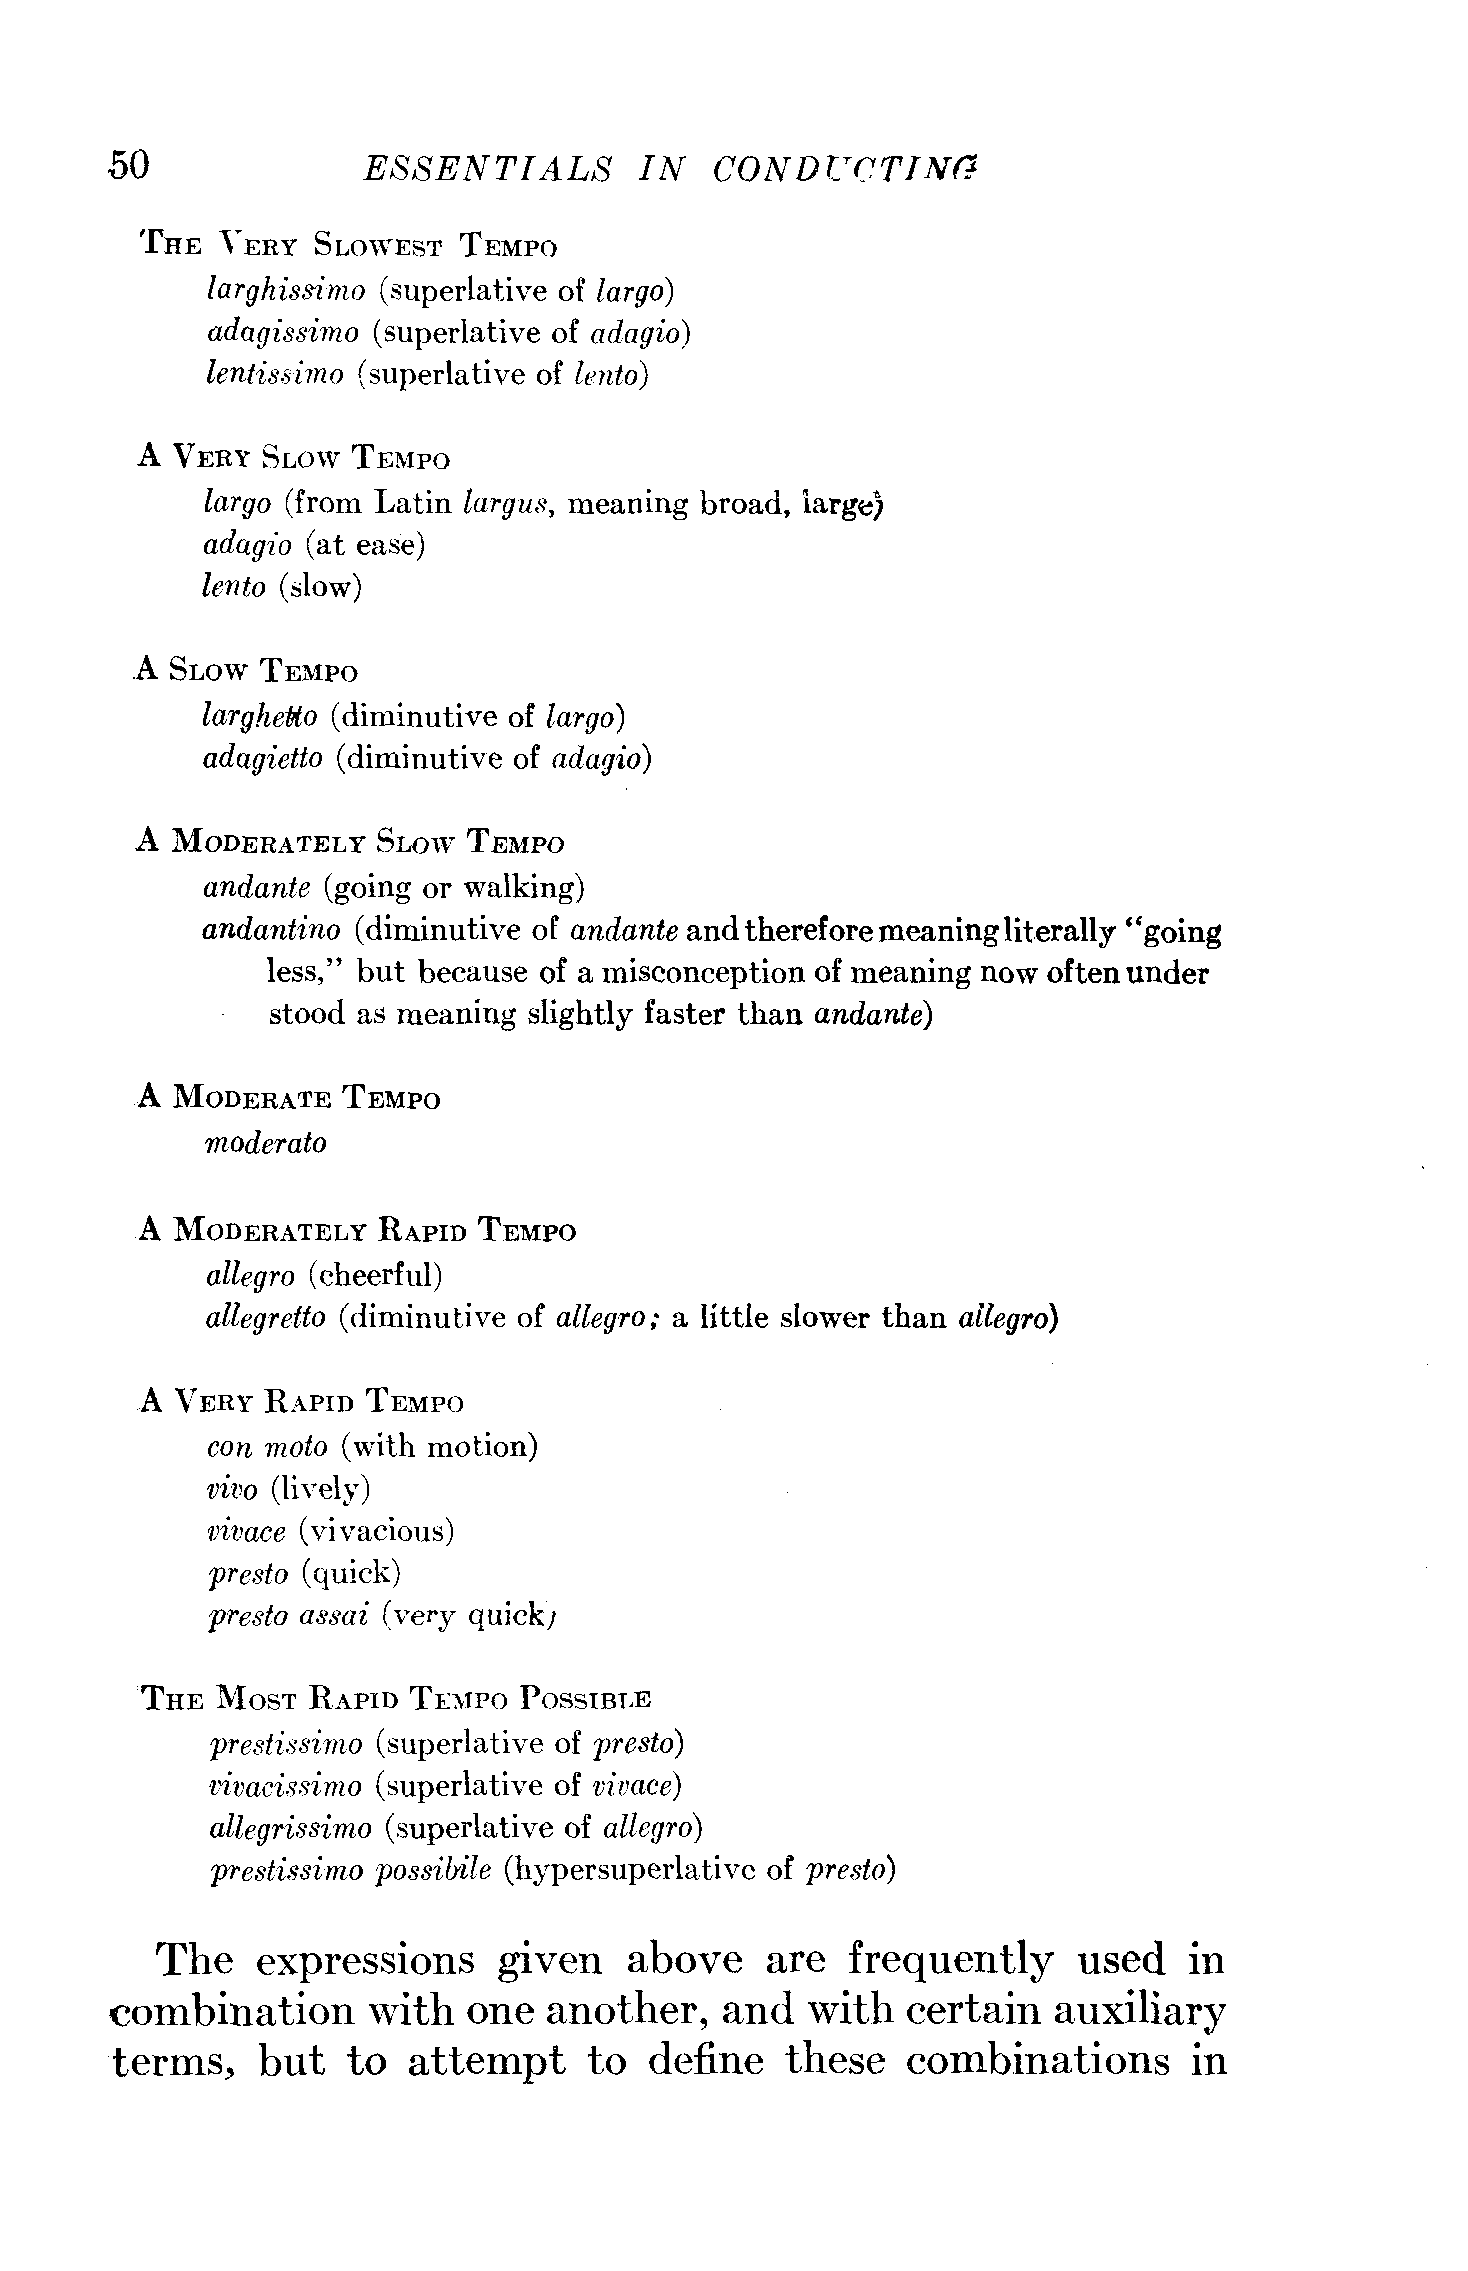 50 ESSENTIALS IN CONDUCTING
THE VERY SLOWEST TEMPO
larghissimo (superlative of largo)
adagissimo (superlative of adagio)
lentissimo (superlative of lento)
A VERY SLOW TEMPO
largo (from Latin largus, meaning broad, large)
adagio (at ease)
lento (slow)
A SLOW TEMPO
larghetto (diminutive of largo)
adagietto (diminutive of adagio)
A MODERATELY SLOW TEMPO
andante (going or walking)
andantino (diminutive of andante and therefore meaning literally “going
less,” but because of a misconception of meaning now often under
stood as meaning slightly faster than andante)
A MODERATE TEMPO
moderato
A MODERATELY RAPID TEMPO
allegro (cheerful)
allegretto (diminutive of allegro; a little slower than allegro)
A VERY RAPID TEMPO
con moto (with motion)
vivo (lively)
vivace (vivacious)
presto (quick)
presto assai (very quick)
THE MOST RAPID TEMPO POSSIBLE
prestissimo (superlative of presto)
vivacissimo (superlative of vivace)
allegrissimo (superlative of allegro)
prestissimo possibile (hypersuperlative of presto)
The expressions given above are frequently used in
combination with one another, and with certain auxiliary
terms, but to attempt to define these combinations in